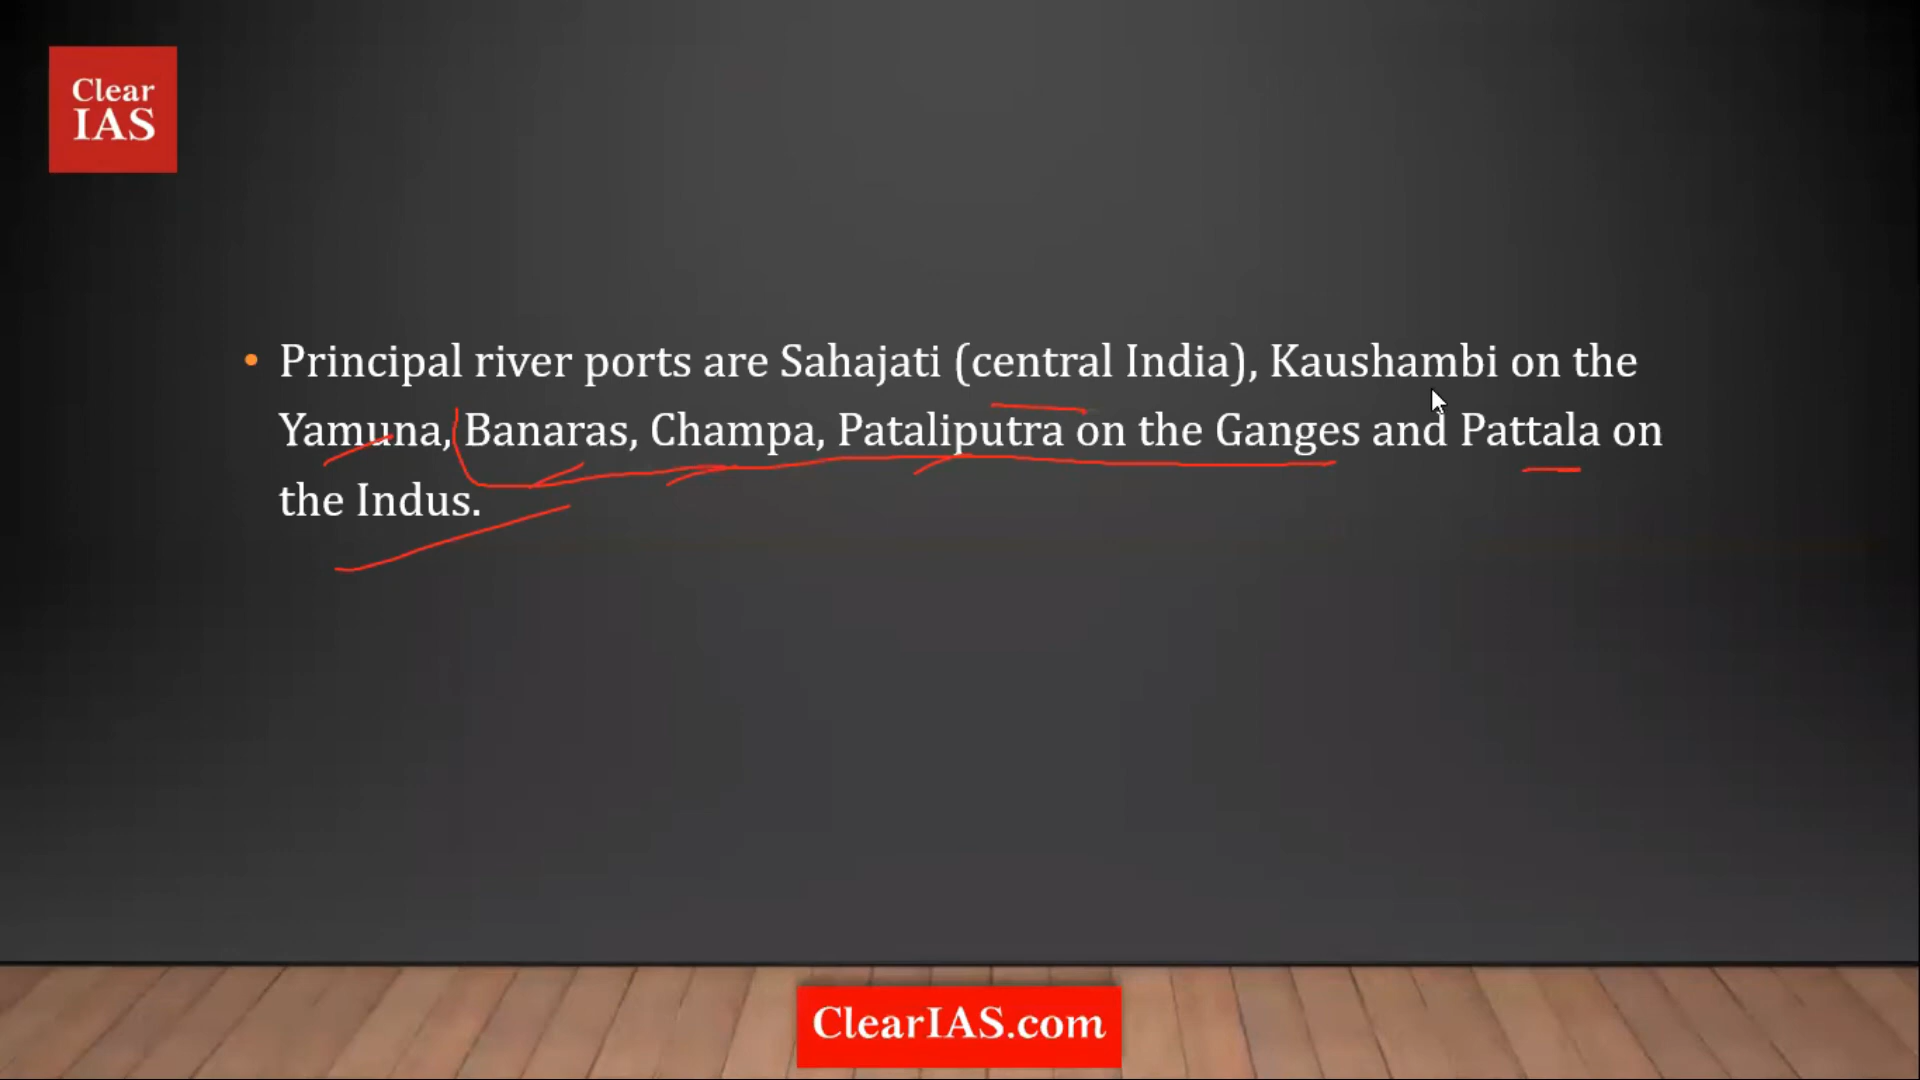 Clear
IAS
• Principal river ports are Sahajati (central India), Kaushambi on the
Yamuna, Banaras, Champa, Pataliputra on the Ganges and Pattala on
the Indus.
ClearIAS.com